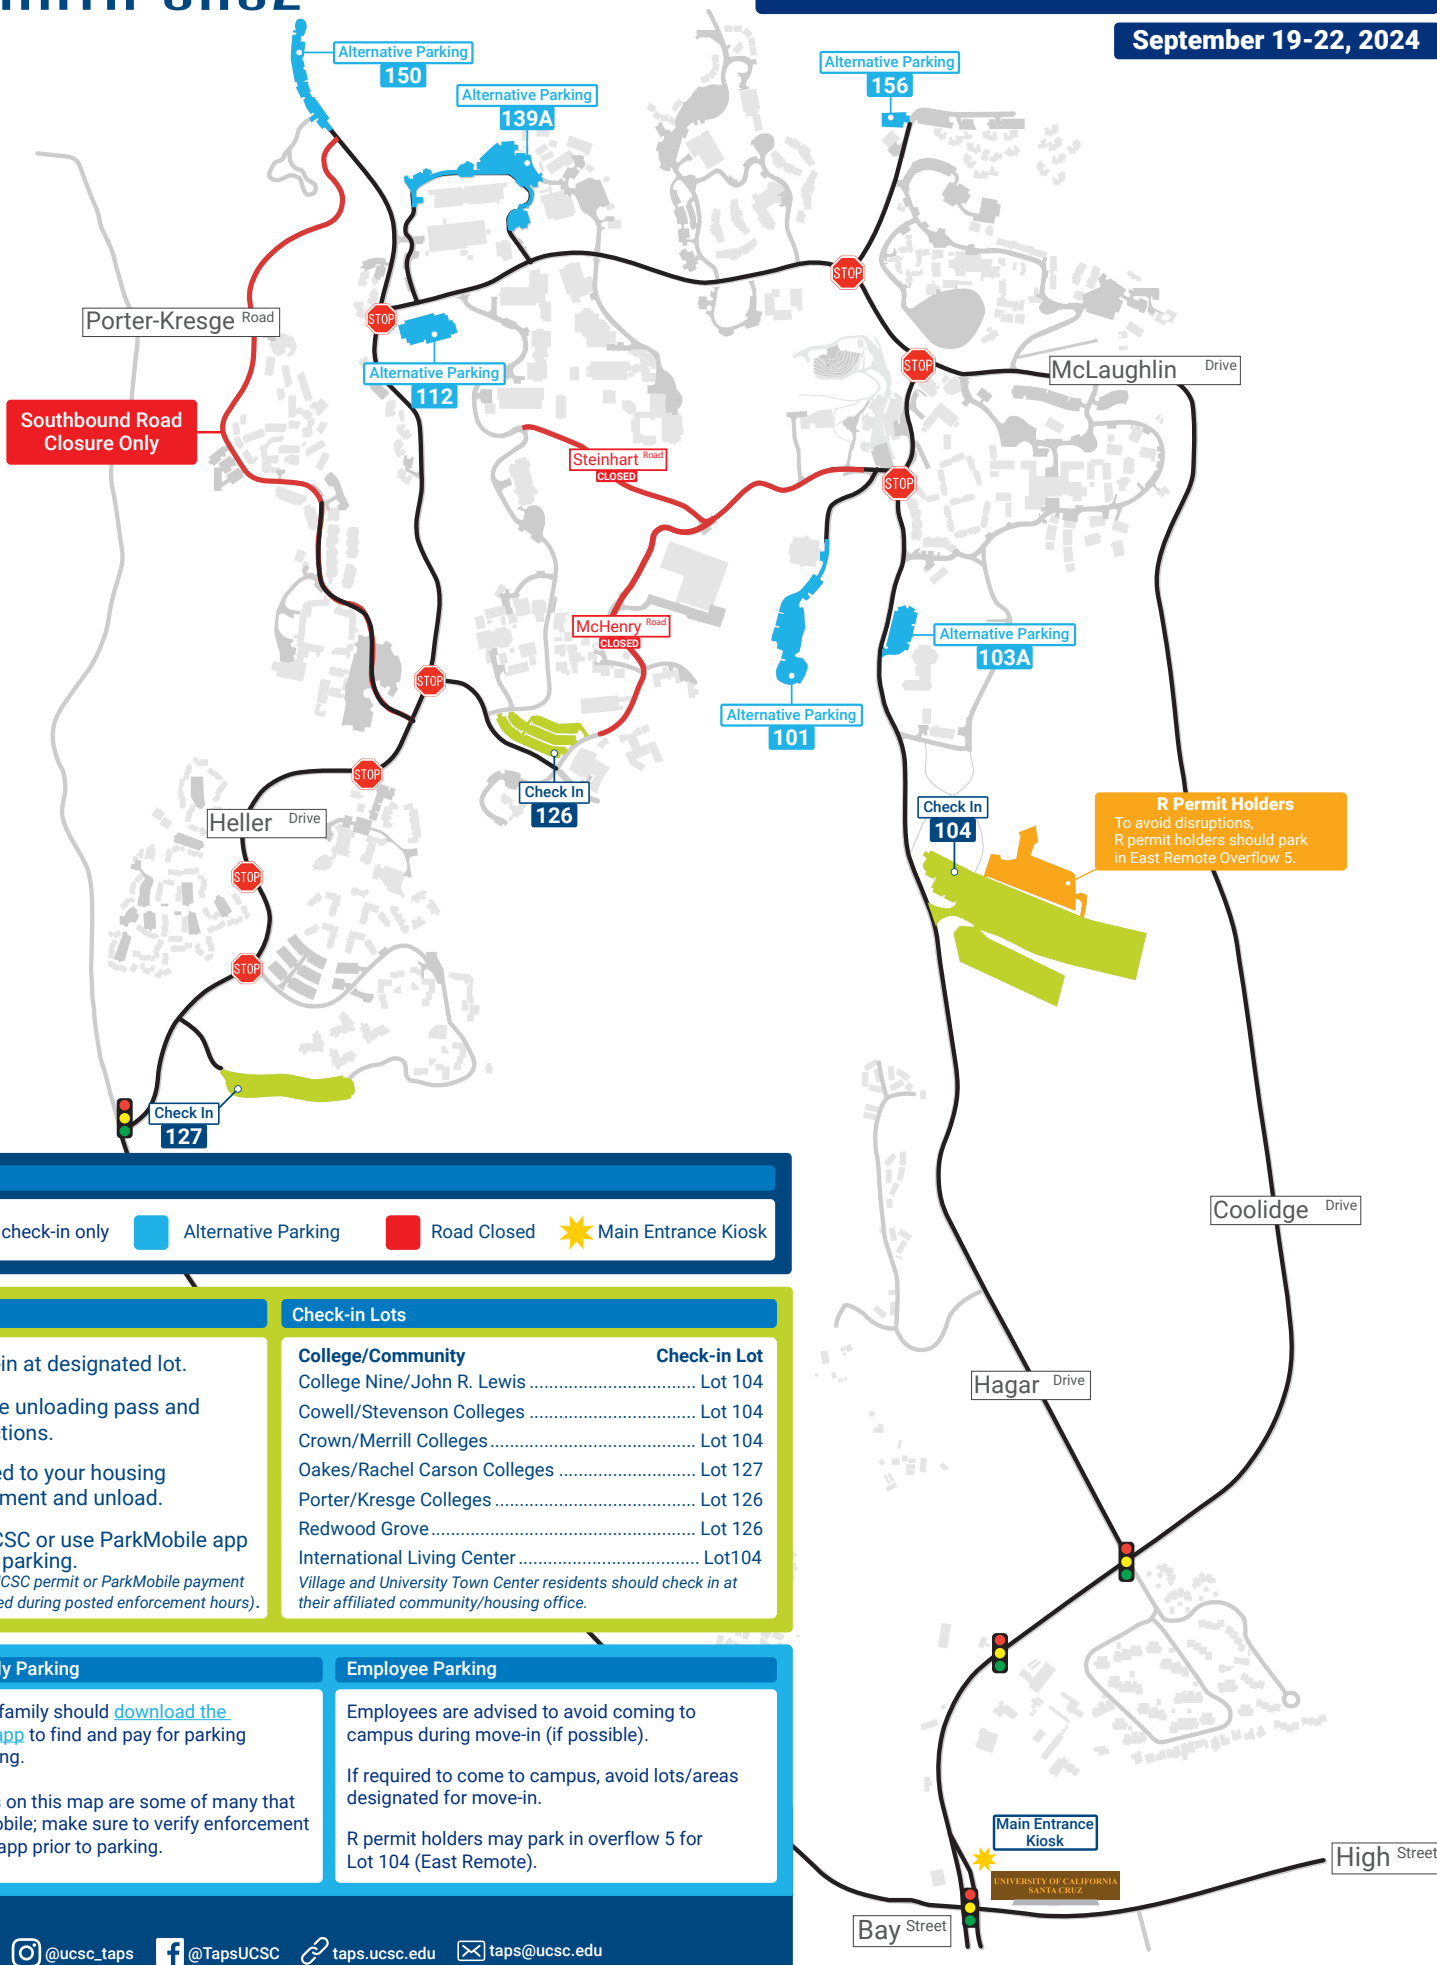 September 19-22, 2024
Alternative Parking
150
Alternative Parking
139A
Alternative Parking
156
Porter-Kresge Road
STOP
STOP
Alternative Parking
112
STOP
McLaughlin Drive
Southbound Road
Closure Only
Steinhart Road
CLOSED
STOP
McHenry Road
CLOSED
Alternative Parking
103A
STOP
Alternative Parking
101
STOP
Check In
126
Heller Drive
Check In
104
R Permit Holders
To avoid disruptions,
R permit holders should park
in East Remote Overflow 5.
STOP
STOP
Check In
127
Coolidge Drive
check-in only
Alternative Parking
Road Closed
Main Entrance Kiosk
in at designated lot.
e unloading pass and
tions.
ed to your housing
ment and unload.
CSC or use ParkMobile app
parking.
UCSC permit or ParkMobile payment
ed during posted enforcement hours).
Check-in Lots
College/Community Check-in Lot
College Nine/John R. Lewis ................................ Lot 104
Cowell/Stevenson Colleges ................................ Lot 104
Crown/Merrill Colleges ....................................... Lot 104
Oakes/Rachel Carson Colleges .......................... Lot 127
Porter/Kresge Colleges ...................................... Lot 126
Redwood Grove .................................................. Lot 126
International Living Center .................................. Lot104
Village and University Town Center residents should check in at
their affiliated community/housing office.
Hagar Drive
ly Parking
family should download the
app to find and pay for parking
ng.
s on this map are some of many that
obile; make sure to verify enforcement
app prior to parking.
Employee Parking
Employees are advised to avoid coming to
campus during move-in (if possible).
If required to come to campus, avoid lots/areas
designated for move-in.
R permit holders may park in overflow 5 for
Lot 104 (East Remote).
Main Entrance
Kiosk
UNIVERSITY OF CALIFORNIA
SANTA CRUZ
High Street
Bay Street
@ucsc_taps
@TapsUCSC
taps.ucsc.edu
taps@ucsc.edu